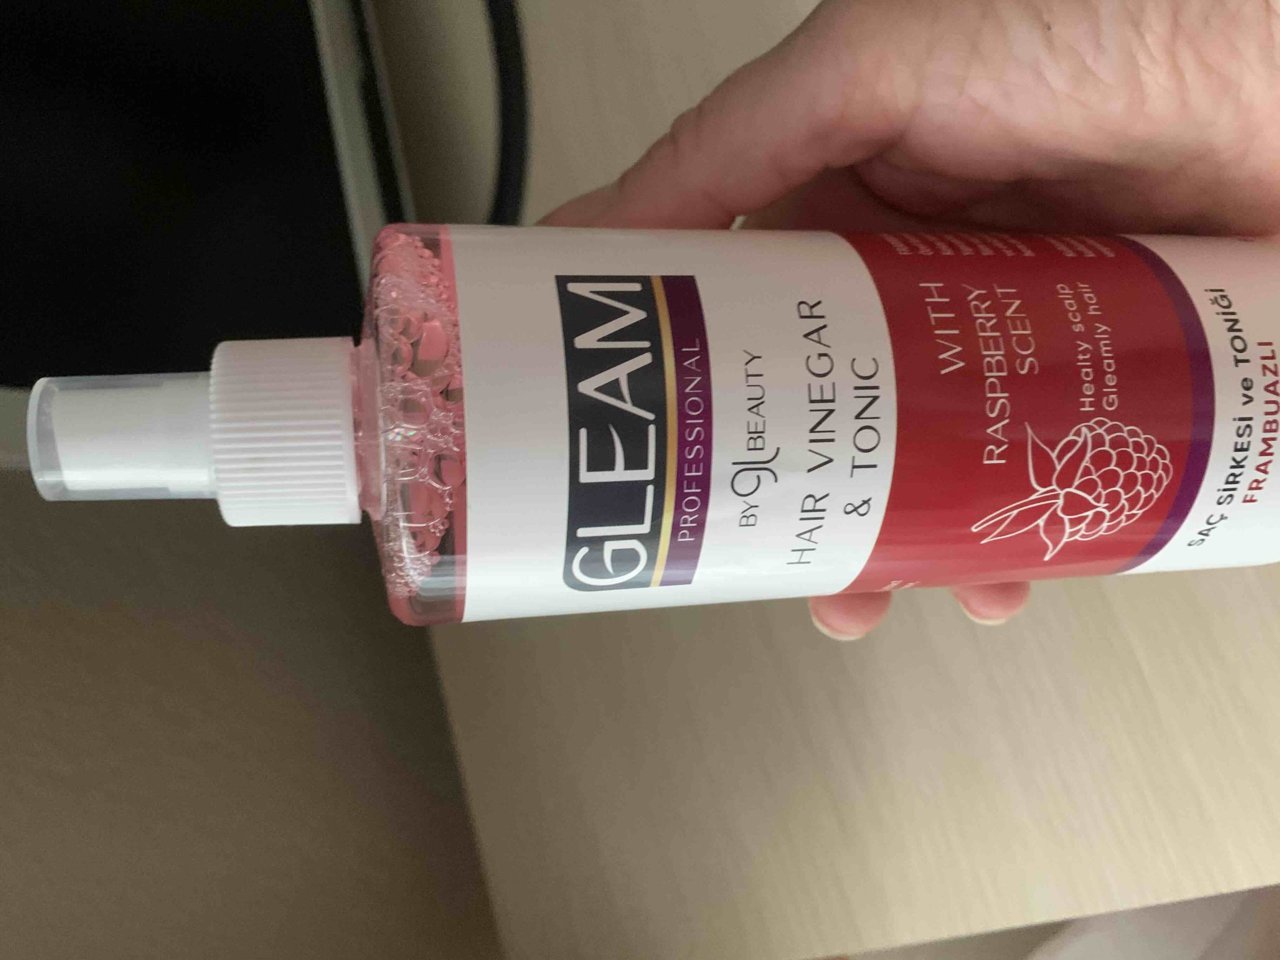 GLEAM
PROFESSIONAL
BY gl BEAUTY
HAIR VINEGAR
& TONIC
WITH
RASPBERRY
SCENT
Healty scalp
Gleamly hair
SAÇ SİRKESİ ve TONİĞİ
FRAMBUAZLI